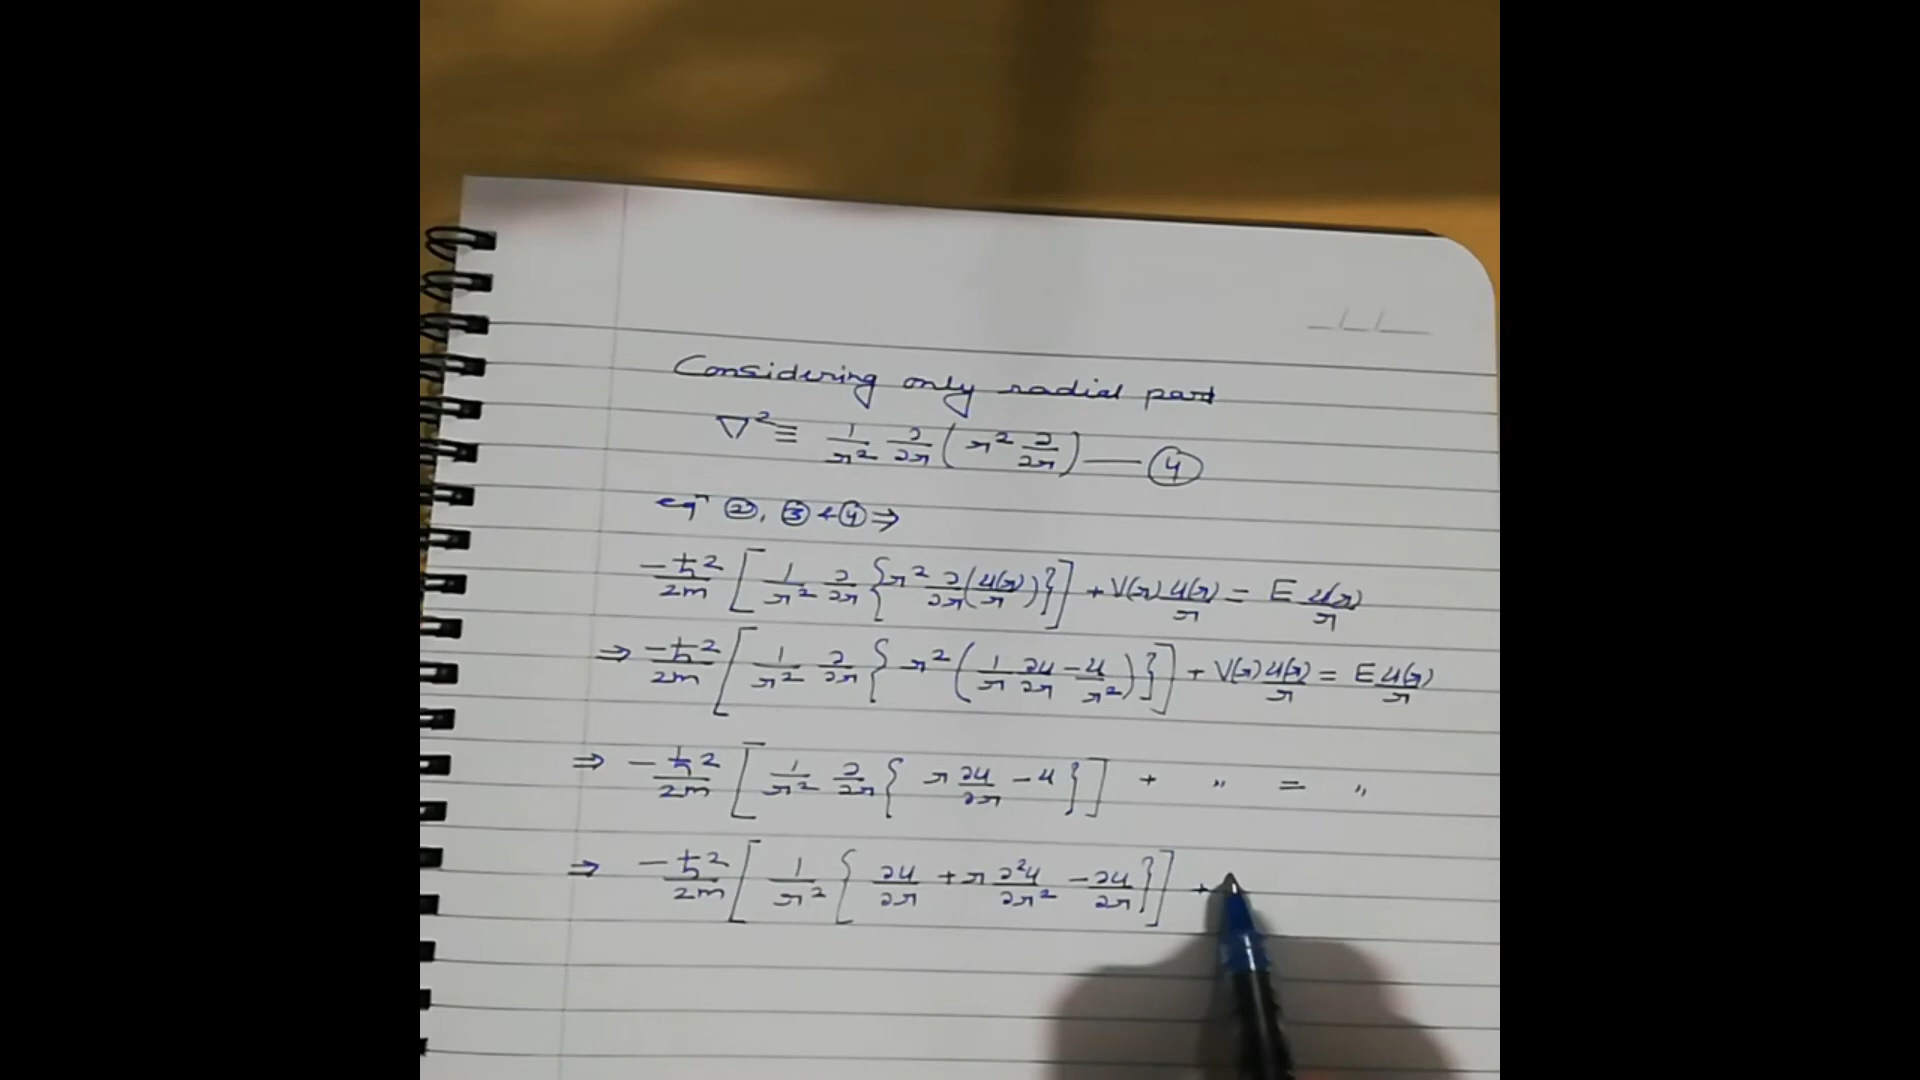 Considering only radial part
∇² ≡ 1/r² ∂/∂r (r² ∂/∂r) — ④
eqⁿ ②, ③ & ④ ⇒
-ħ²/2m [1/r² ∂/∂r {r² ∂/∂r (u(r)/r)}] + V(r) u(r)/r = E u(r)/r
⇒ -ħ²/2m [1/r² ∂/∂r {r² (1/r ∂u/∂r - u/r²)}] + V(r) u(r)/r = E u(r)/r
⇒ -ħ²/2m [1/r² ∂/∂r {r ∂u/∂r - u}] + " = "
⇒ -ħ²/2m [1/r² {∂u/∂r + r ∂²u/∂r² - ∂u/∂r}] +